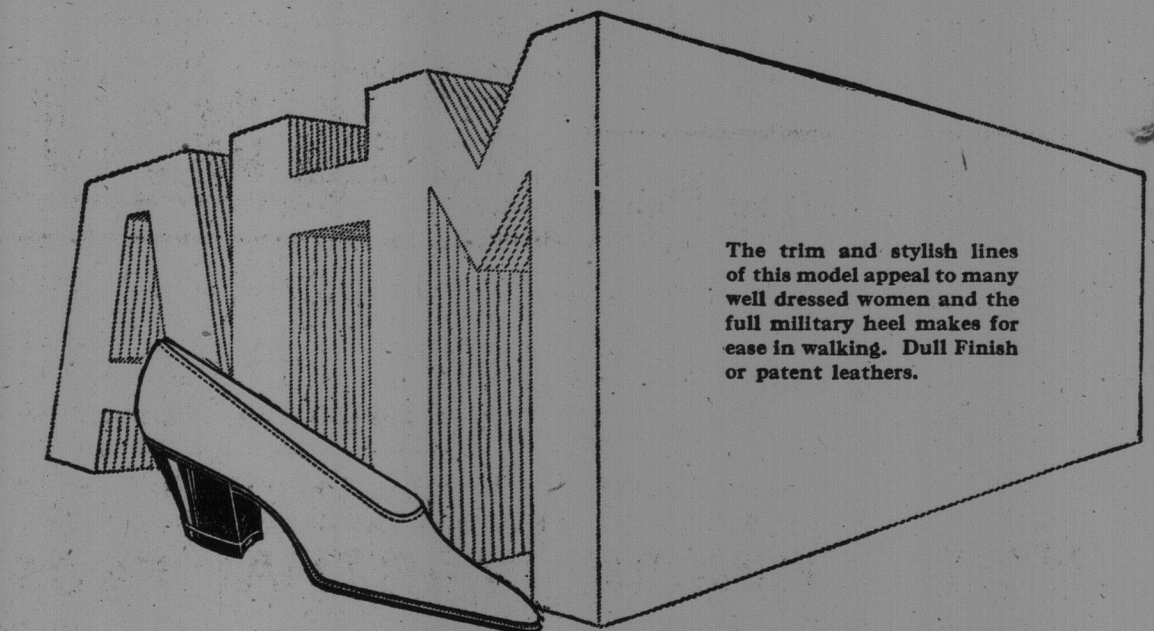 AHM
The trim and stylish lines
of this model appeal to many
well dressed women and the
full military heel makes for
ease in walking. Dull Finish
or patent leathers.